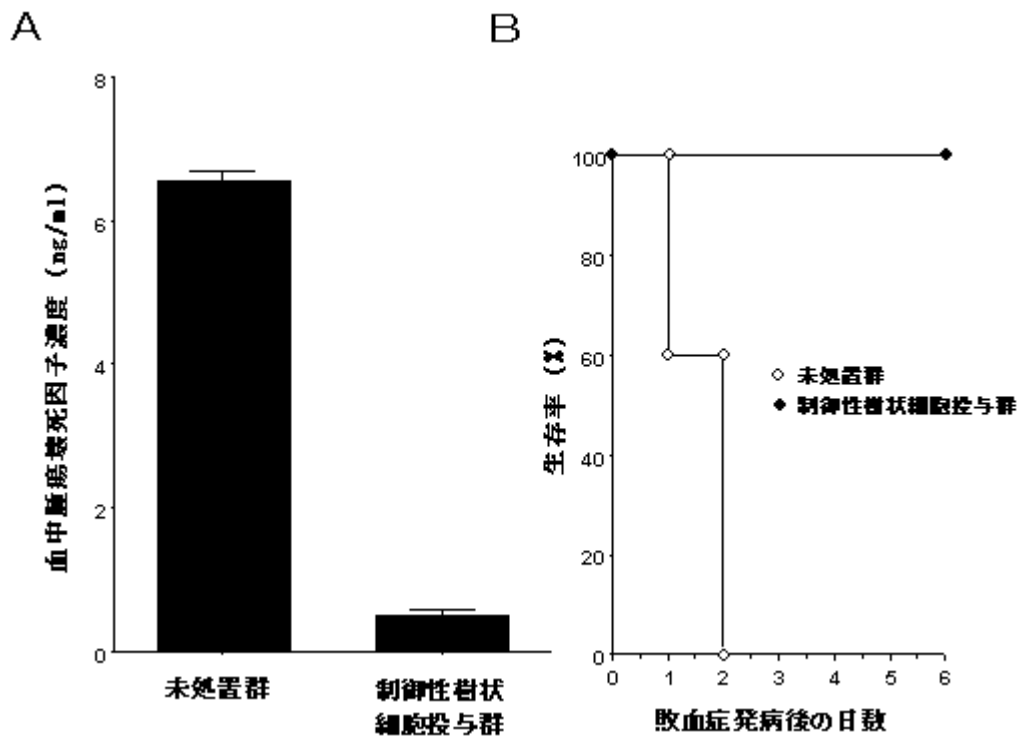 A
血中腫瘍壊死因子濃度 (ng/ml)
8
6
4
2
0
未処置群
制御性樹状
細胞投与群
B
生存率 (%)
100
80
60
40
20
0
0 1 2 3 4 5 6
敗血症発病後の日数
未処置群
制御性樹状細胞投与群